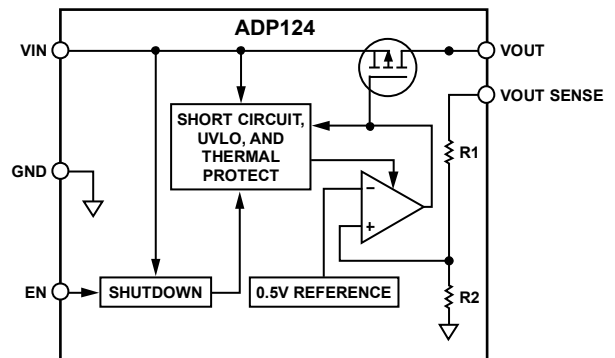 ADP124
VIN
VOUT
VOUT SENSE
SHORT CIRCUIT,
UVLO, AND
THERMAL
PROTECT
R1
GND
−
+
EN
SHUTDOWN
0.5V REFERENCE
R2